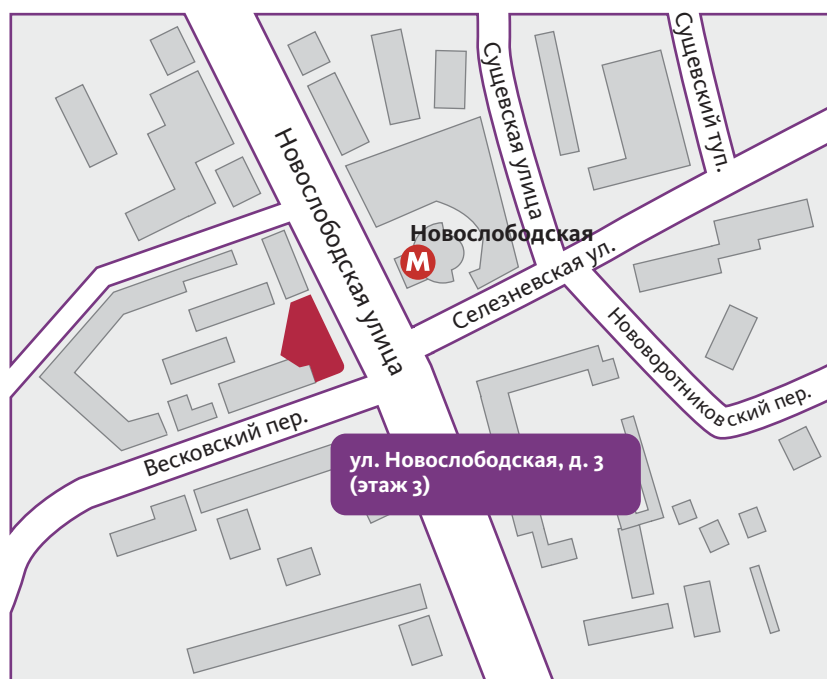 Сущевский туп.
Сущевская улица
Новослободская улица
Новослободская
М
Селезневская ул.
Нововоротниковский пер.
Весковский пер.
ул. Новослободская, д. 3
(этаж 3)